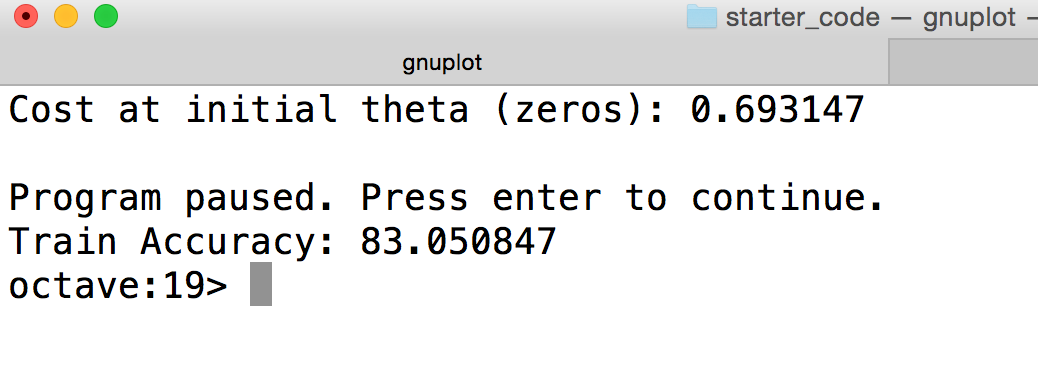 starter_code — gnuplot —
gnuplot
Cost at initial theta (zeros): 0.693147
Program paused. Press enter to continue.
Train Accuracy: 83.050847
octave:19>